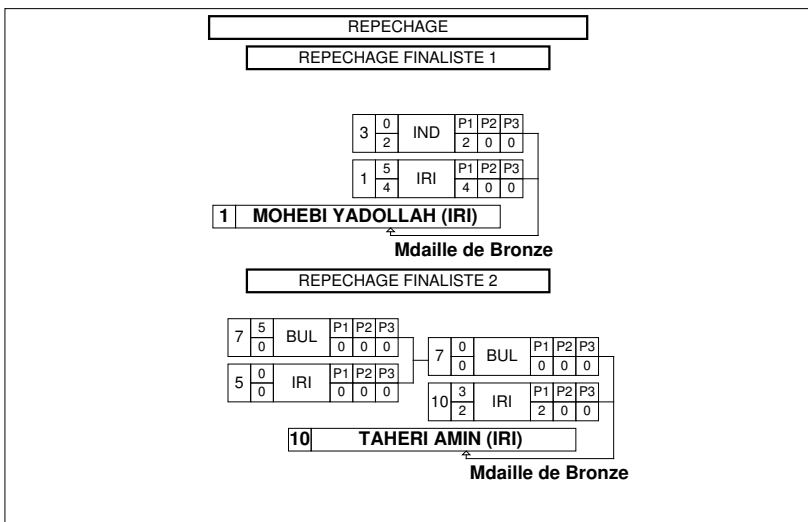 REPECHAGE
REPECHAGE FINALISTE 1
3 0 2 IND P1 P2 P3 2 0 0
1 5 4 IRI P1 P2 P3 4 0 0
1 MOHEBI YADOLLAH (IRI)
Mdaille de Bronze
REPECHAGE FINALISTE 2
7 5 0 BUL P1 P2 P3 0 0 0
5 0 0 IRI P1 P2 P3 0 0 0
7 0 0 BUL P1 P2 P3 0 0 0
10 3 2 IRI P1 P2 P3 2 0 0
10 TAHERI AMIN (IRI)
Mdaille de Bronze